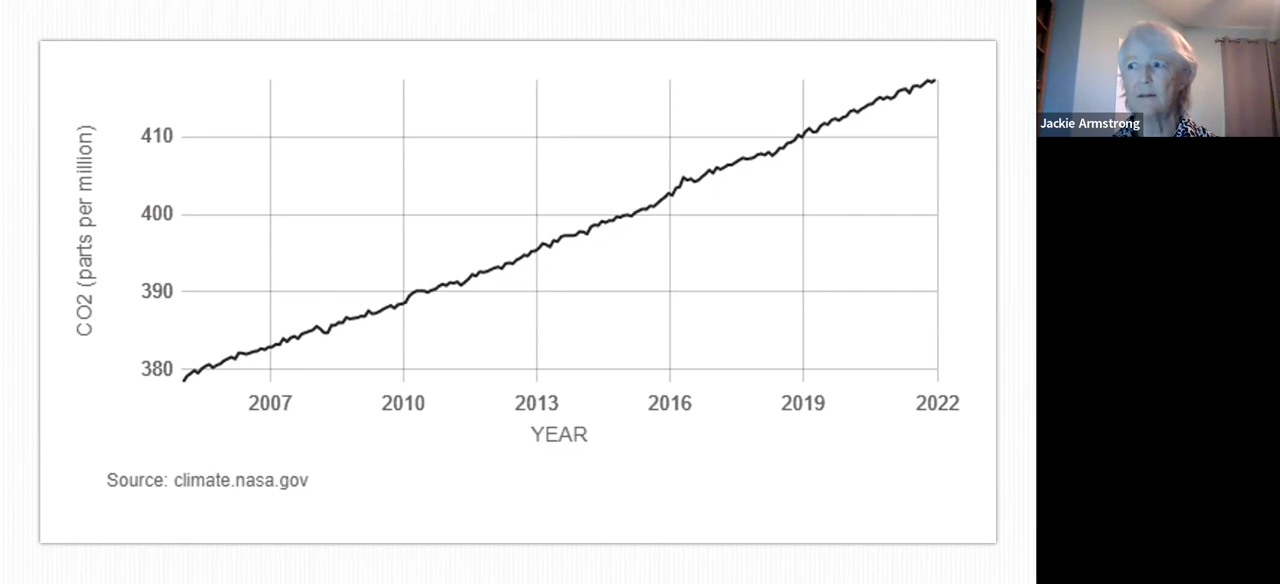 CO2 (parts per million)
410
400
390
380
2007 2010 2013 2016 2019 2022
YEAR
Source: climate.nasa.gov
Jackie Armstrong